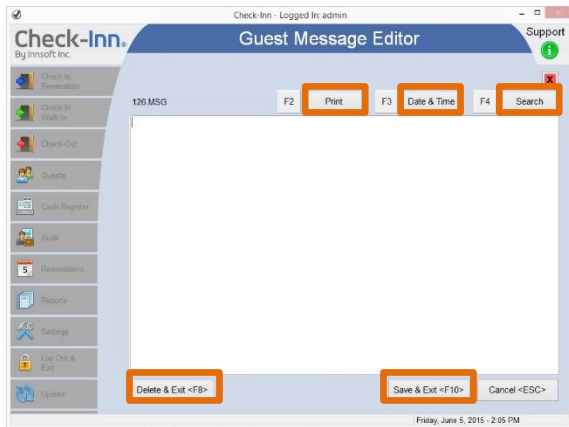 Check-Inn - Logged In: admin
Check-Inn®
By Innsoft Inc.
Guest Message Editor
Support
Check In
Reservation
X
126 MSG
F2
Print
F3
Date & Time
F4
Search
Check In
Walk In
Check-Out
Guests
Cash Register
Audit
5
Reservations
Reports
Settings
Log Out &
Exit
Update
Delete & Exit <F8>
Save & Exit <F10>
Cancel <ESC>
Friday, June 5, 2015 - 2:05 PM